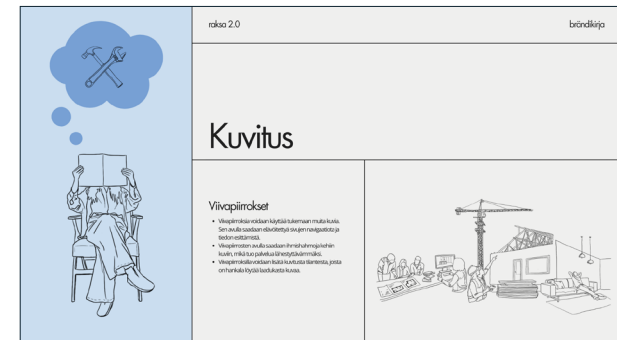 raksa 2.0
brändikirja
Kuvitus
Viivapiirrokset
• Viivapiirroksia voidaan käyttää tukemaan muita kuvia.
Sen avulla saadaan elävöitettyä sivujen navigaatiota ja
tiedon esittämistä.
• Viivapiirrosten avulla saadaan ihmishahmoja kehiin
kuviin, mikä tuo palvelua lähestyttävämmäksi.
• Viivapiirroksilla voidaan lisätä kuvitusta tilanteista, joista
on hankala löytää laadukasta kuvaa.